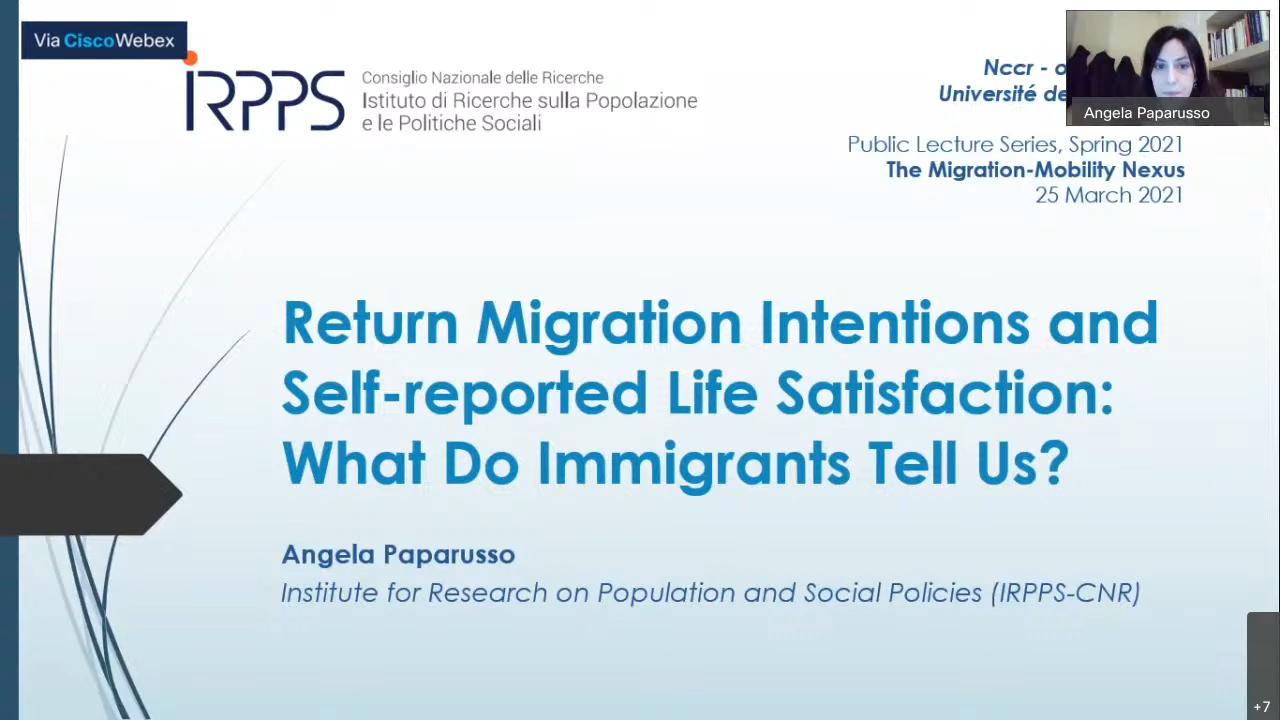 Via CiscoWebex
IRPPS
Consiglio Nazionale delle Ricerche
Istituto di Ricerche sulla Popolazione
e le Politiche Sociali
Nccr -
Université
Angela Paparusso
Public Lecture Series, Spring 2021
The Migration-Mobility Nexus
25 March 2021
Return Migration Intentions and
Self-reported Life Satisfaction:
What Do Immigrants Tell Us?
Angela Paparusso
Institute for Research on Population and Social Policies (IRPPS-CNR)
+7